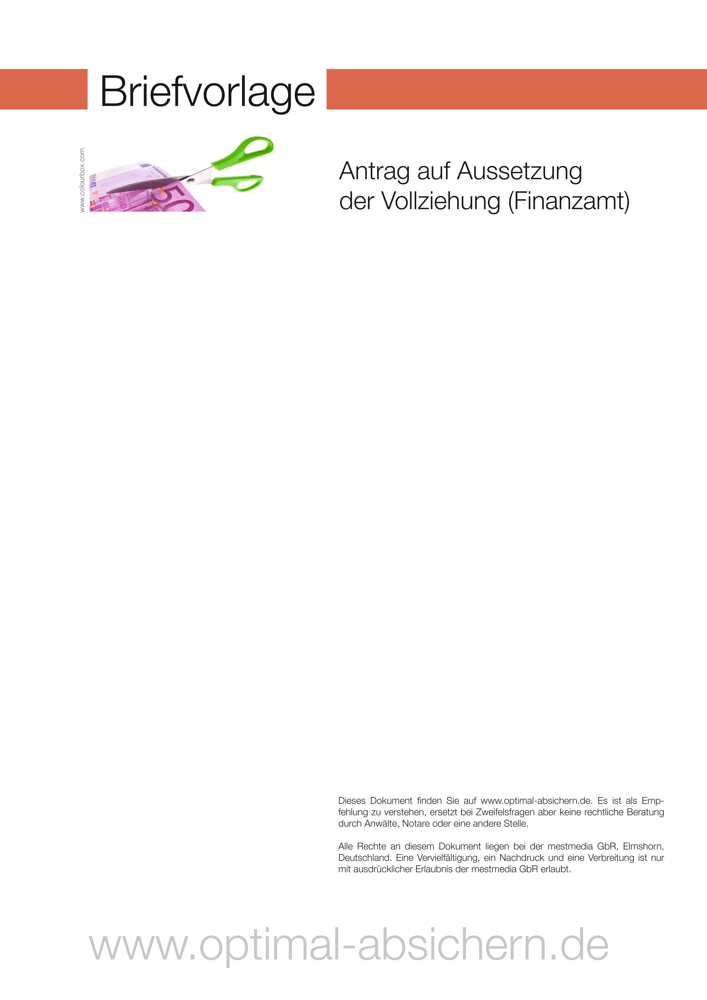 Briefvorlage
www.colourbox.com
Antrag auf Aussetzung
der Vollziehung (Finanzamt)
Dieses Dokument finden Sie auf www.optimal-absichern.de. Es ist als Emp-
fehlung zu verstehen, ersetzt bei Zweifelsfragen aber keine rechtliche Beratung
durch Anwälte, Notare oder eine andere Stelle.
Alle Rechte an diesem Dokument liegen bei der mestmedia GbR, Elmshorn,
Deutschland. Eine Vervielfältigung, ein Nachdruck und eine Verbreitung ist nur
mit ausdrücklicher Erlaubnis der mestmedia GbR erlaubt.
www.optimal-absichern.de